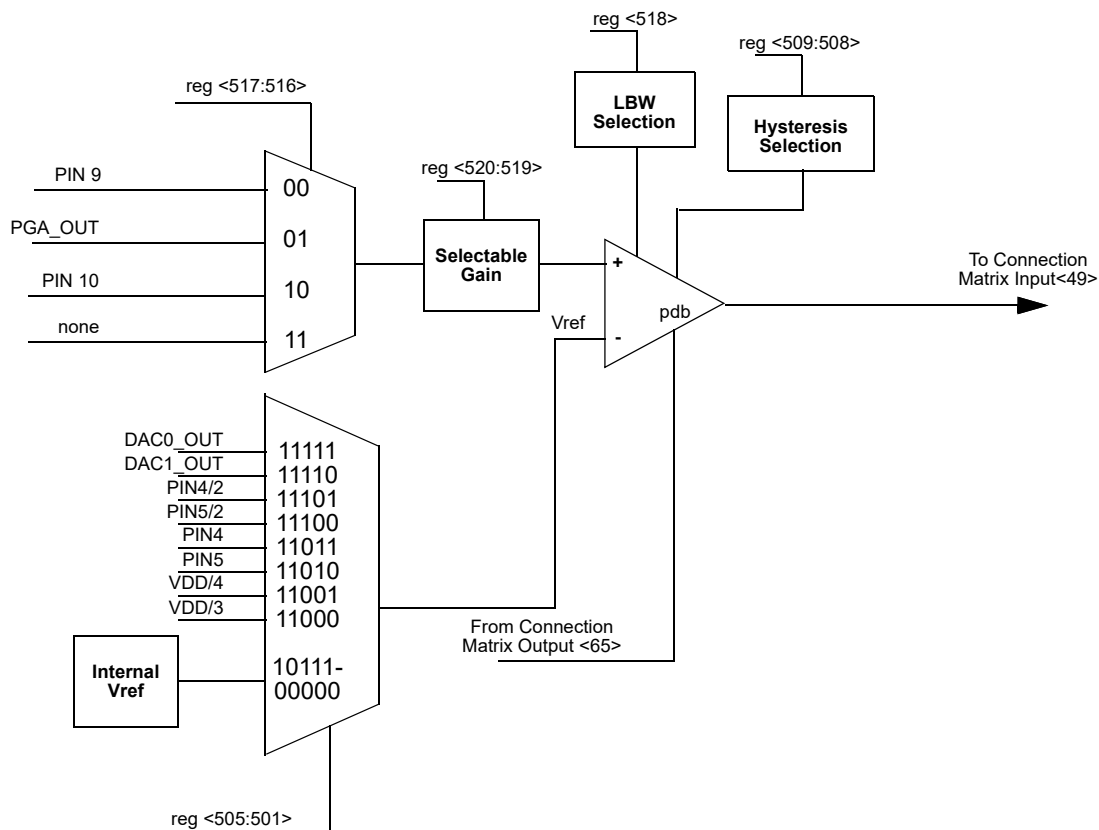 reg <518>
reg <509:508>
reg <517:516>
LBW
Selection
Hysteresis
Selection
PIN 9
00
reg <520:519>
PGA_OUT
01
Selectable
Gain
+
To Connection
Matrix Input<49>
PIN 10
10
pdb
none
11
Vref
-
DAC0_OUT
11111
DAC1_OUT
11110
PIN4/2
11101
PIN5/2
11100
PIN4
11011
PIN5
11010
VDD/4
11001
VDD/3
11000
From Connection
Matrix Output <65>
Internal
Vref
10111-
00000
reg <505:501>